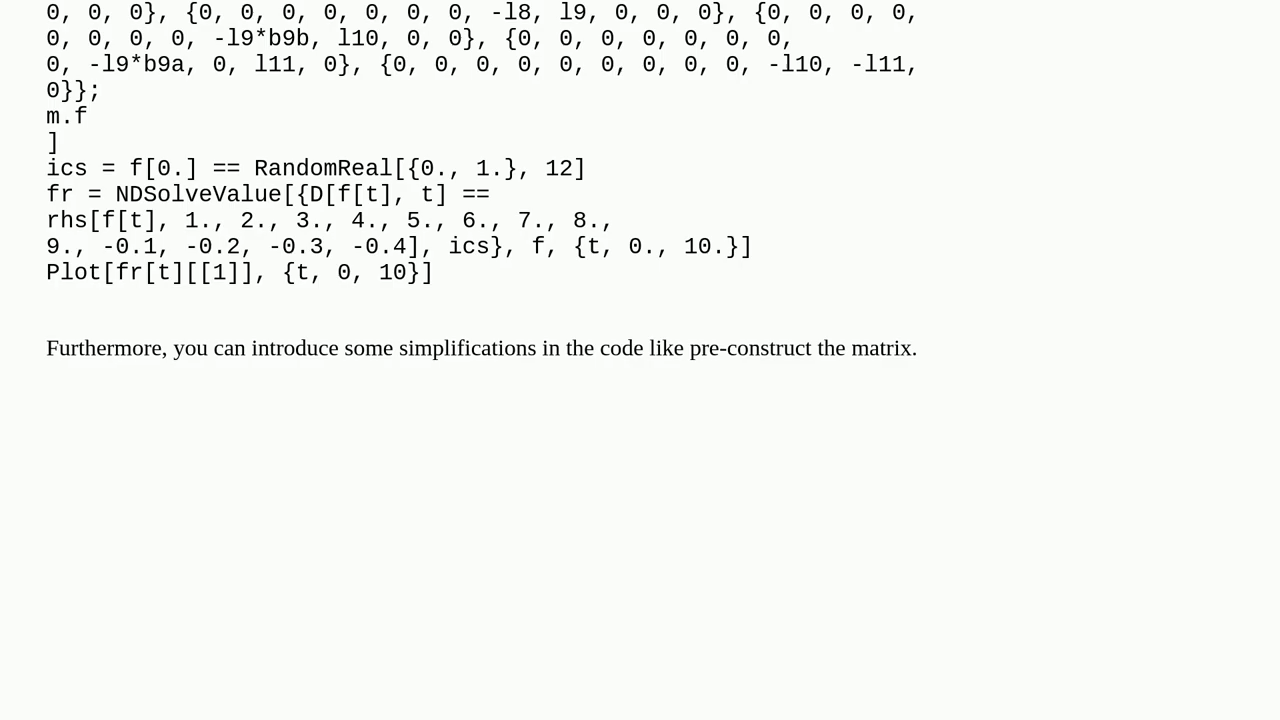 0, 0, 0}, {0, 0, 0, 0, 0, 0, 0, -l8, l9, 0, 0, 0}, {0, 0, 0, 0,
0, 0, 0, 0, -l9*b9b, l10, 0, 0}, {0, 0, 0, 0, 0, 0, 0,
0, -l9*b9a, 0, l11, 0}, {0, 0, 0, 0, 0, 0, 0, 0, 0, -l10, -l11,
0}};
m.f
]
ics = f[0.] == RandomReal[{0., 1.}, 12]
fr = NDSolveValue[{D[f[t], t] ==
rhs[f[t], 1., 2., 3., 4., 5., 6., 7., 8.,
9., -0.1, -0.2, -0.3, -0.4], ics}, f, {t, 0., 10.}]
Plot[fr[t][[1]], {t, 0, 10}]
Furthermore, you can introduce some simplifications in the code like pre-construct the matrix.